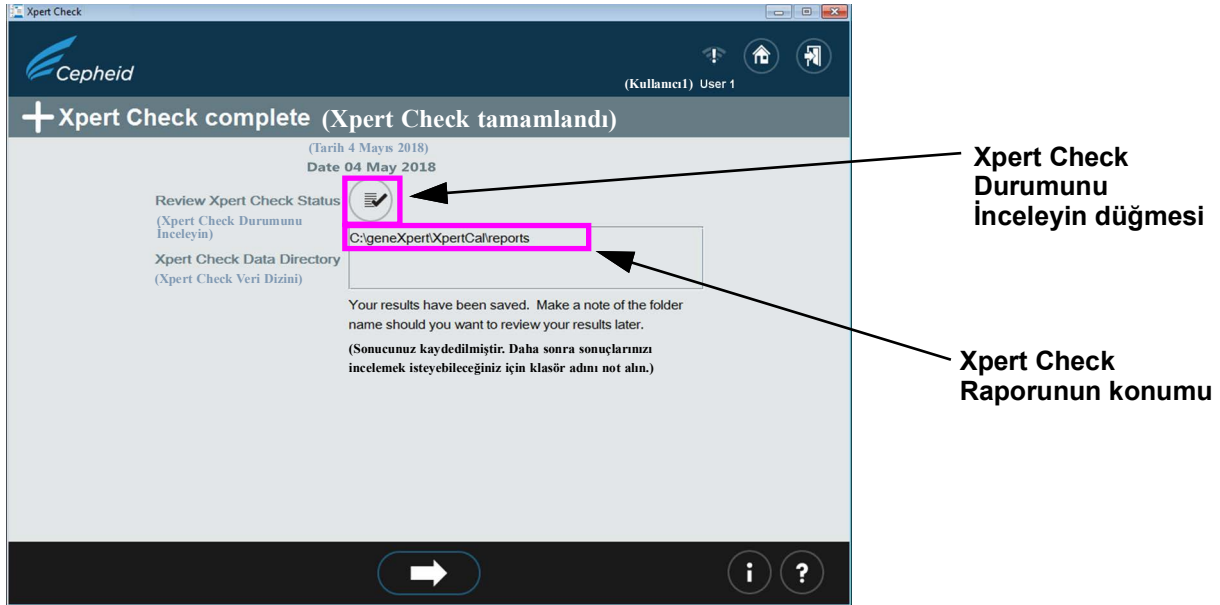 Xpert Check
Cepheid
(Kullanıcı1) User 1
Xpert Check complete (Xpert Check tamamlandı)
(Tarih 4 Mayıs 2018)
Date 04 May 2018
Review Xpert Check Status
(Xpert Check Durumunu
İnceleyin)
C:\geneXpert\XpertCal\reports
Xpert Check Data Directory
(Xpert Check Veri Dizini)
Your results have been saved. Make a note of the folder
name should you want to review your results later.
(Sonucunuz kaydedilmiştir. Daha sonra sonuçlarınızı
incelemek isteyebileceğiniz için klasör adını not alın.)
Xpert Check
Durumunu
İnceleyin düğmesi
Xpert Check
Raporunun konumu